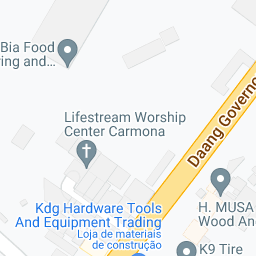 Bia Food
ring and...
Lifestream Worship
Center Carmona
Daang Governo
Kdg Hardware Tools
And Equipment Trading
Loja de materiais
de construção
H. MUSA
Wood And
K9 Tire